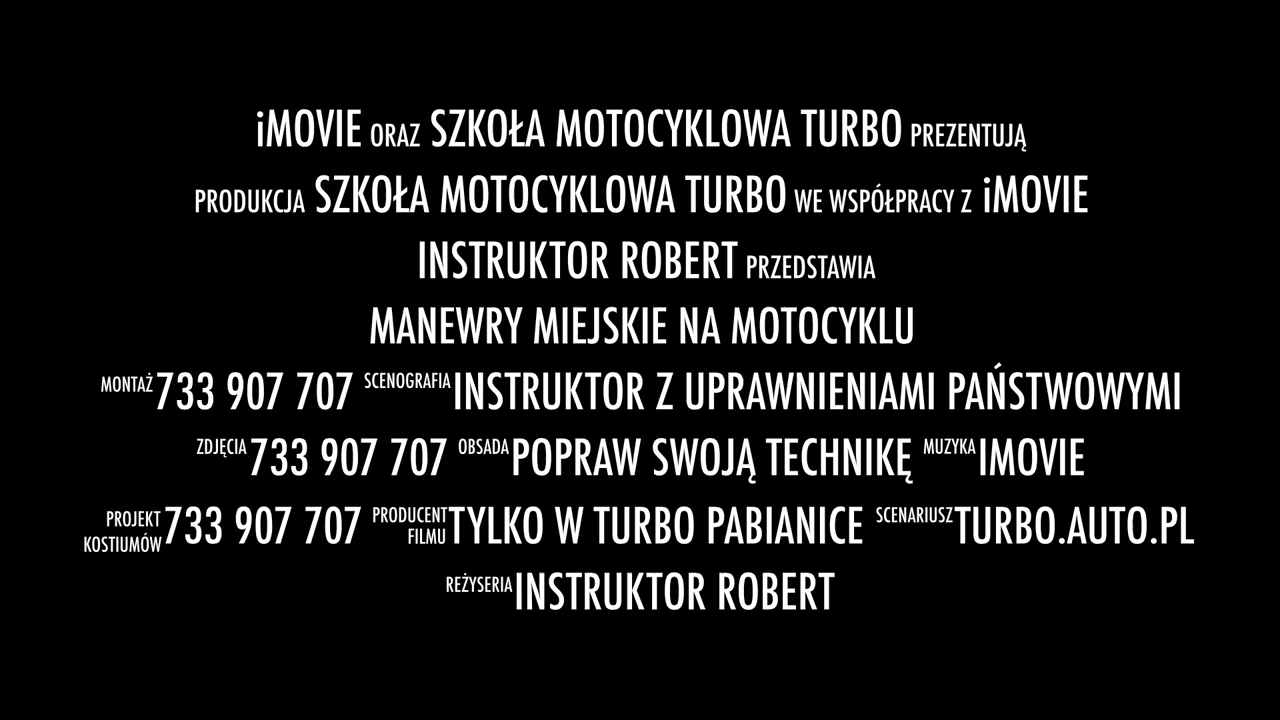 iMOVIE ORAZ SZKOŁA MOTOCYKLOWA TURBO PREZENTUJĄ
PRODUKCJA SZKOŁA MOTOCYKLOWA TURBO WE WSPÓŁPRACY Z iMOVIE
INSTRUKTOR ROBERT PRZEDSTAWIA
MANEWRY MIEJSKIE NA MOTOCYKLU
MONTAŻ 733 907 707 SCENOGRAFIA INSTRUKTOR Z UPRAWNIENIAMI PAŃSTWOWYMI
ZDJĘCIA 733 907 707 OBSADA POPRAW SWOJĄ TECHNIKĘ MUZYKA IMOVIE
PROJEKT KOSTIUMÓW 733 907 707 PRODUCENT FILMU TYLKO W TURBO PABIANICE SCENARIUSZ TURBO.AUTO.PL
REŻYSERIA INSTRUKTOR ROBERT